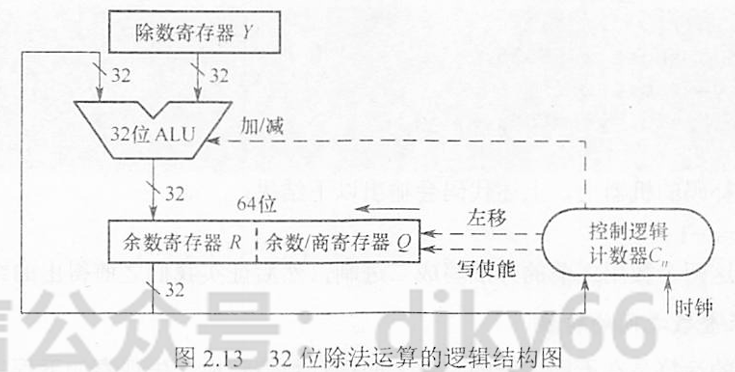 除数寄存器 Y
32
32
32位 ALU
加/减
32
64位
余数寄存器 R
余数/商寄存器 Q
左移
写使能
控制逻辑
计数器Cn
32
时钟
信公众号：djky66
图 2.13 32 位除法运算的逻辑结构图